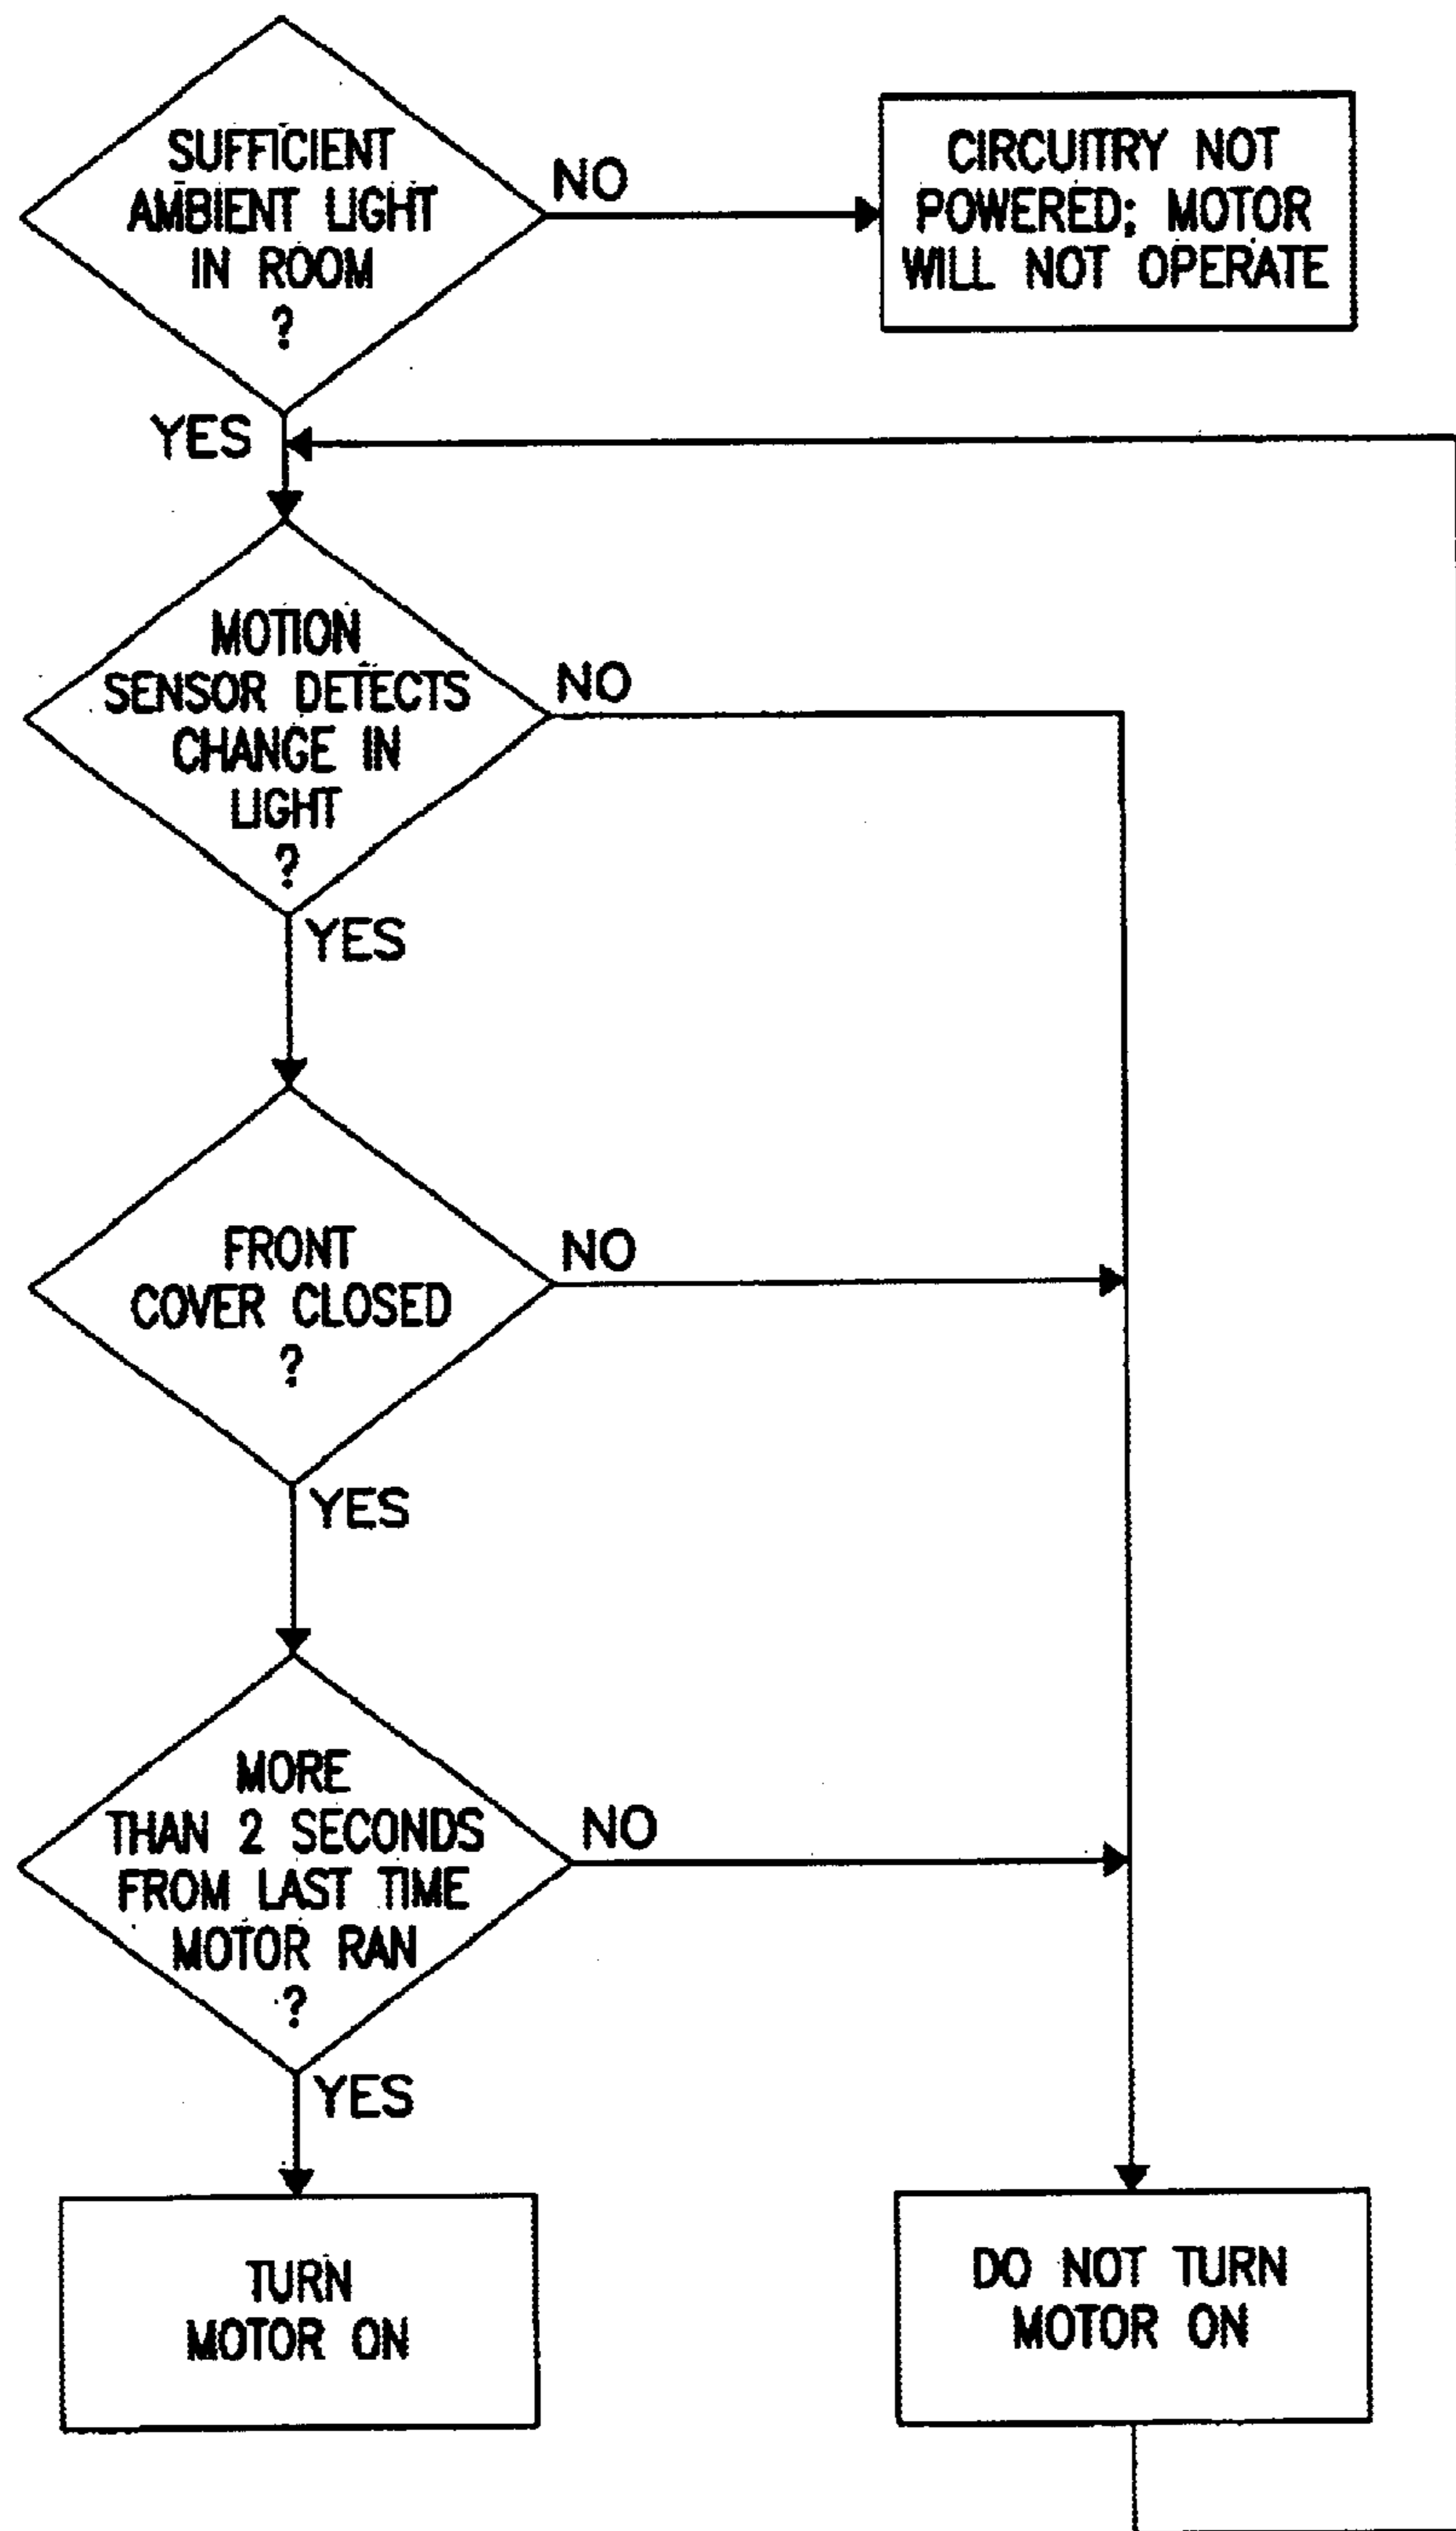 SUFFICIENT
AMBIENT LIGHT
IN ROOM
?
NO
CIRCUITRY NOT
POWERED; MOTOR
WILL NOT OPERATE
YES
MOTION
SENSOR DETECTS
CHANGE IN
LIGHT
?
NO
YES
FRONT
COVER CLOSED
?
NO
YES
MORE
THAN 2 SECONDS
FROM LAST TIME
MOTOR RAN
?
NO
YES
TURN
MOTOR ON
DO NOT TURN
MOTOR ON